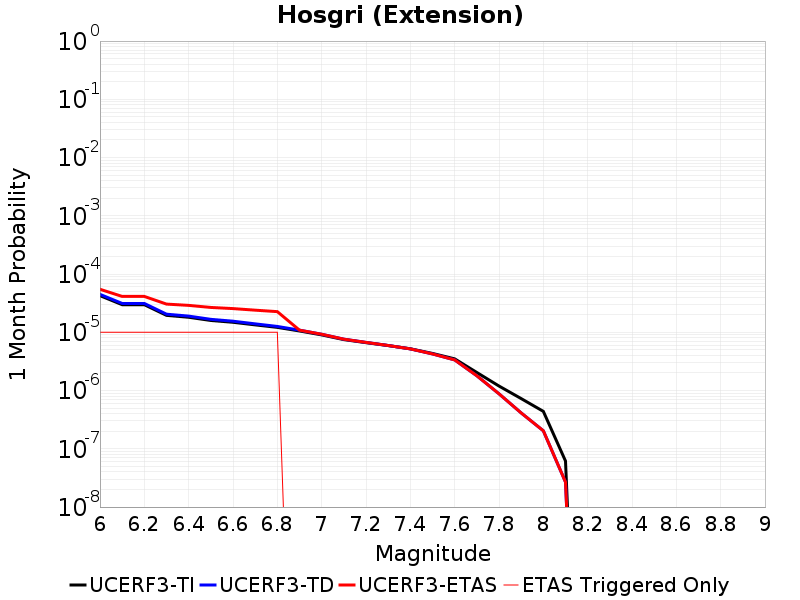 Hosgri (Extension)
1 Month Probability
10^0
10^-1
10^-2
10^-3
10^-4
10^-5
10^-6
10^-7
10^-8
6 6.2 6.4 6.6 6.8 7 7.2 7.4 7.6 7.8 8 8.2 8.4 8.6 8.8 9
Magnitude
UCERF3-TI UCERF3-TD UCERF3-ETAS ETAS Triggered Only